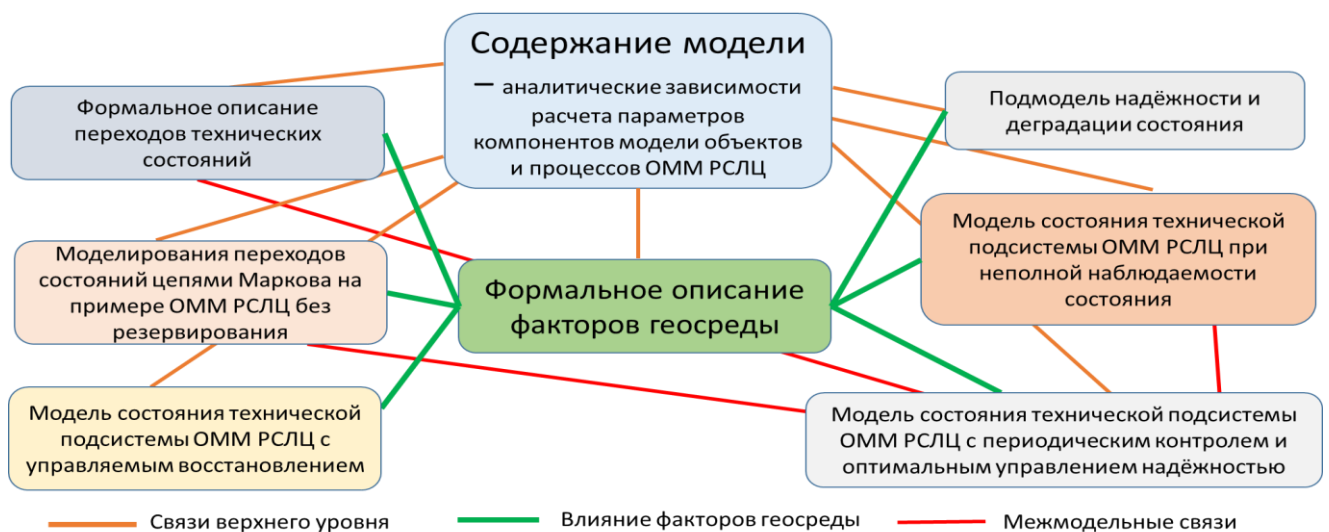 Содержание модели
– аналитические зависимости
расчета параметров
компонентов модели объектов
и процессов ОММ РСЛЦ
Формальное описание
переходов технических
состояний
Подмодель надёжности и
деградации состояния
Моделирования переходов
состояний цепями Маркова на
примере ОММ РСЛЦ без
резервирования
Формальное описание
факторов геосреды
Модель состояния технической
подсистемы ОММ РСЛЦ при
неполной наблюдаемости
состояния
Модель состояния технической
подсистемы ОММ РСЛЦ с
управляемым восстановлением
Модель состояния технической подсистемы
ОММ РСЛЦ с периодическим контролем и
оптимальным управлением надёжностью
Связи верхнего уровня
Влияние факторов геосреды
Межмодельные связи